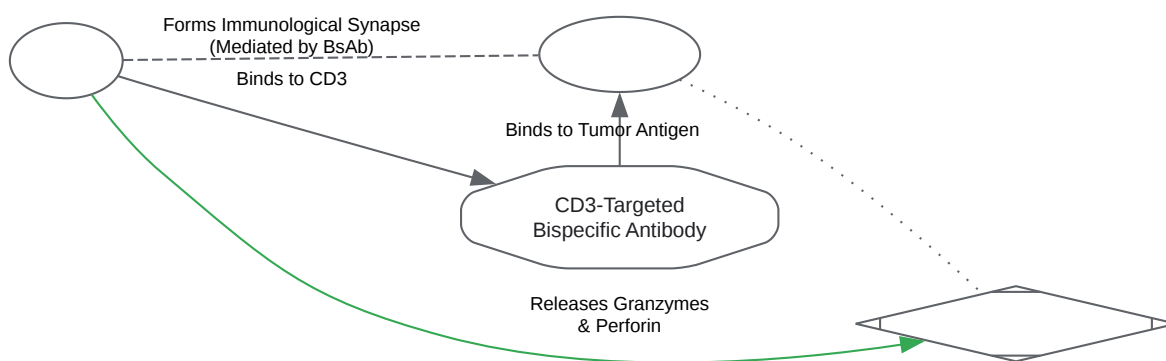 Forms Immunological Synapse
(Mediated by BsAb)
Binds to CD3
Binds to Tumor Antigen
CD3-Targeted
Bispecific Antibody
Releases Granzymes
& Perforin